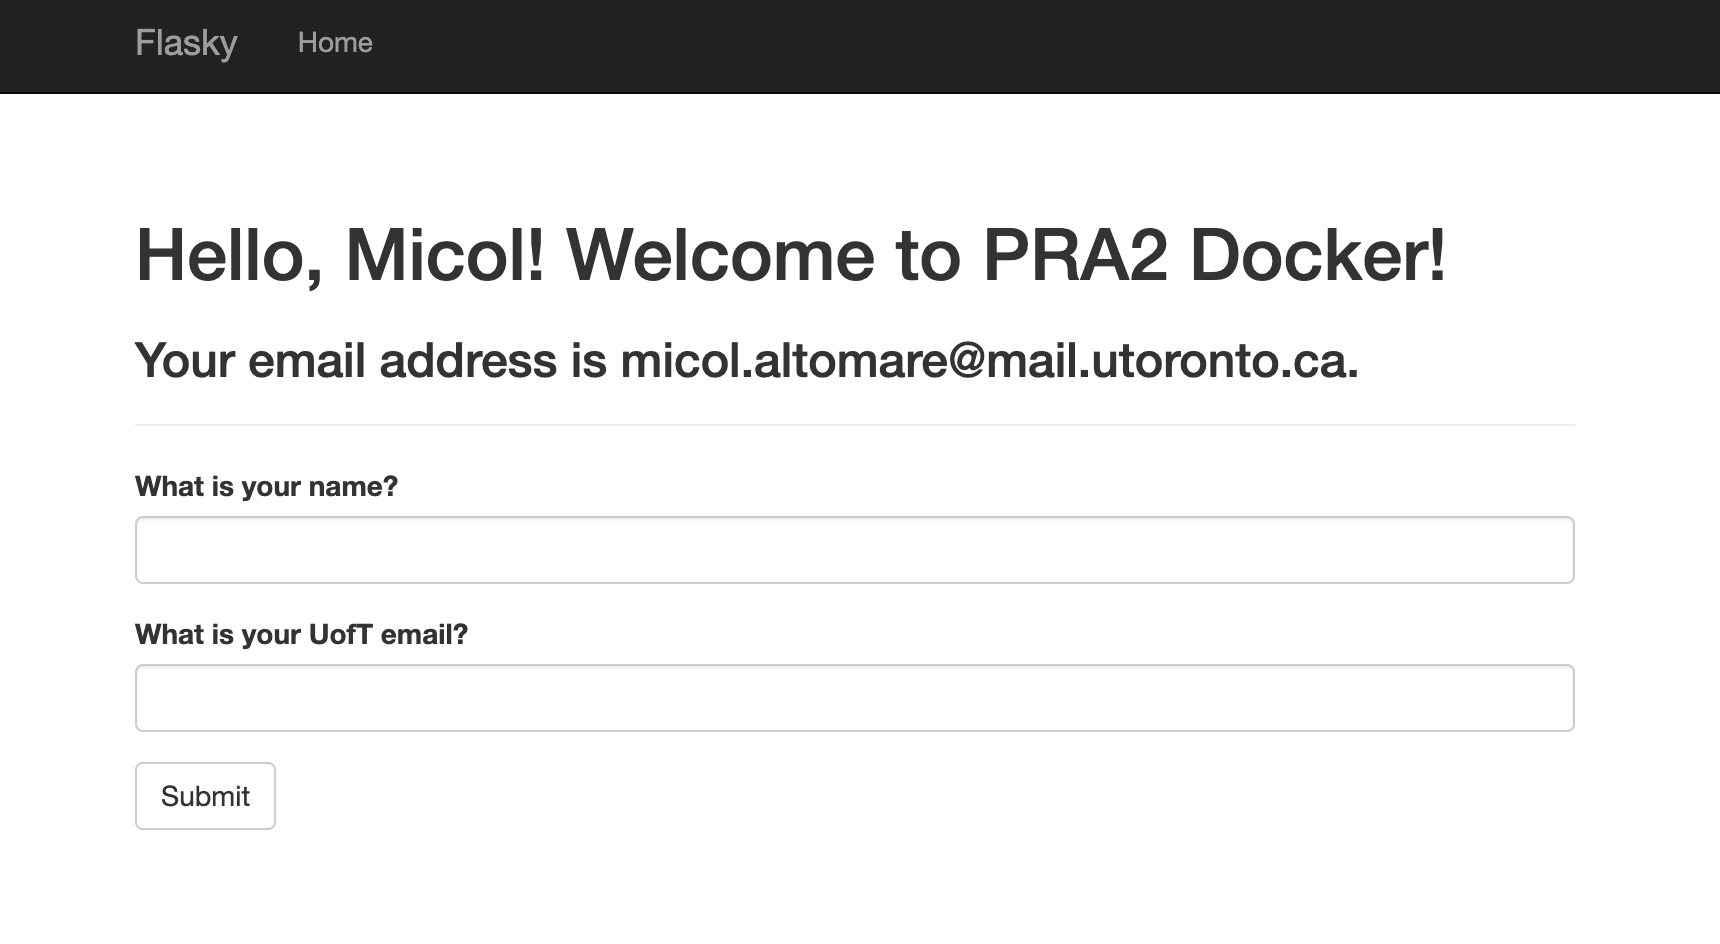 Flasky Home
Hello, Micol! Welcome to PRA2 Docker!
Your email address is micol.altomare@mail.utoronto.ca.
What is your name?
What is your UofT email?
Submit